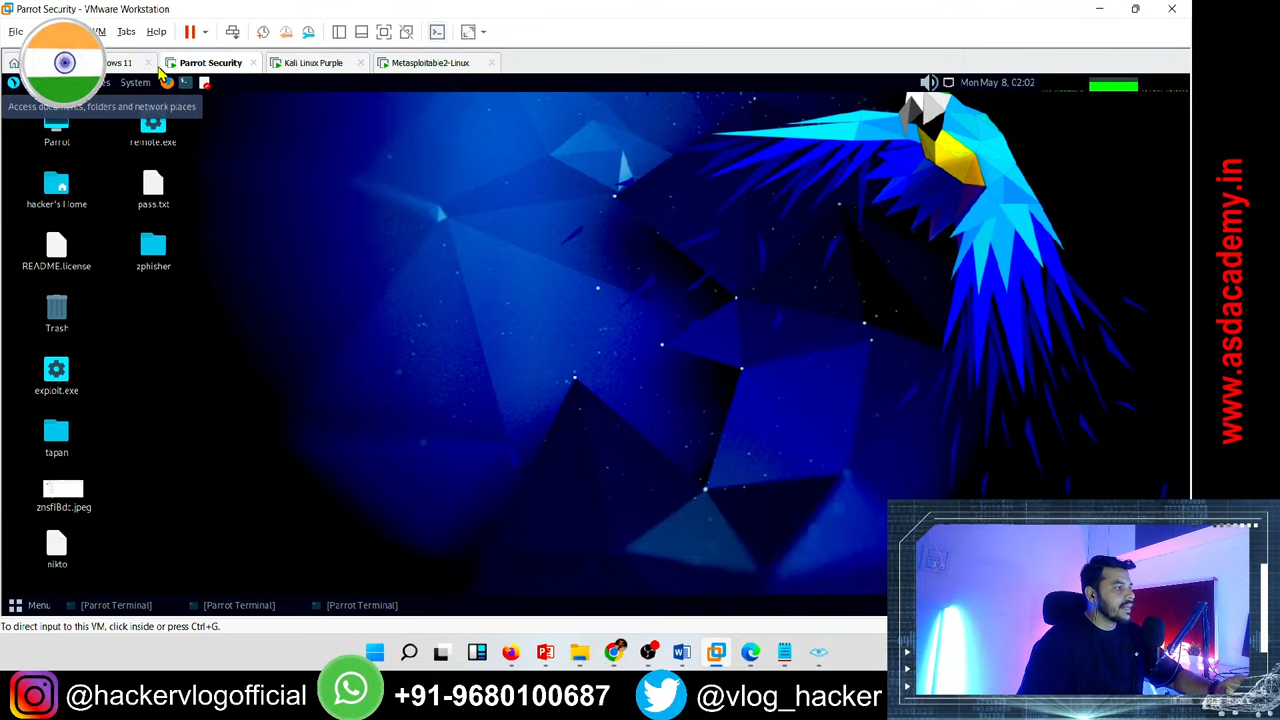 Parrot Security - VMware Workstation
File VM Tabs Help
ows 11 Parrot Security Kali Linux Purple Metasploitable2-Linux
es System Mon May 8, 02:02
Access documents, folders and network places
Parrot remote.exe
hacker's Home pass.txt
README.license zphisher
Trash
exploit.exe
tapan
znsflBdc.jpeg
nikto
Menu [Parrot Terminal] [Parrot Terminal] [Parrot Terminal]
To direct input to this VM, click inside or press Ctrl+G.
www.asdacademy.in
@hackervlogofficial +91-9680100687 @vlog_hacker